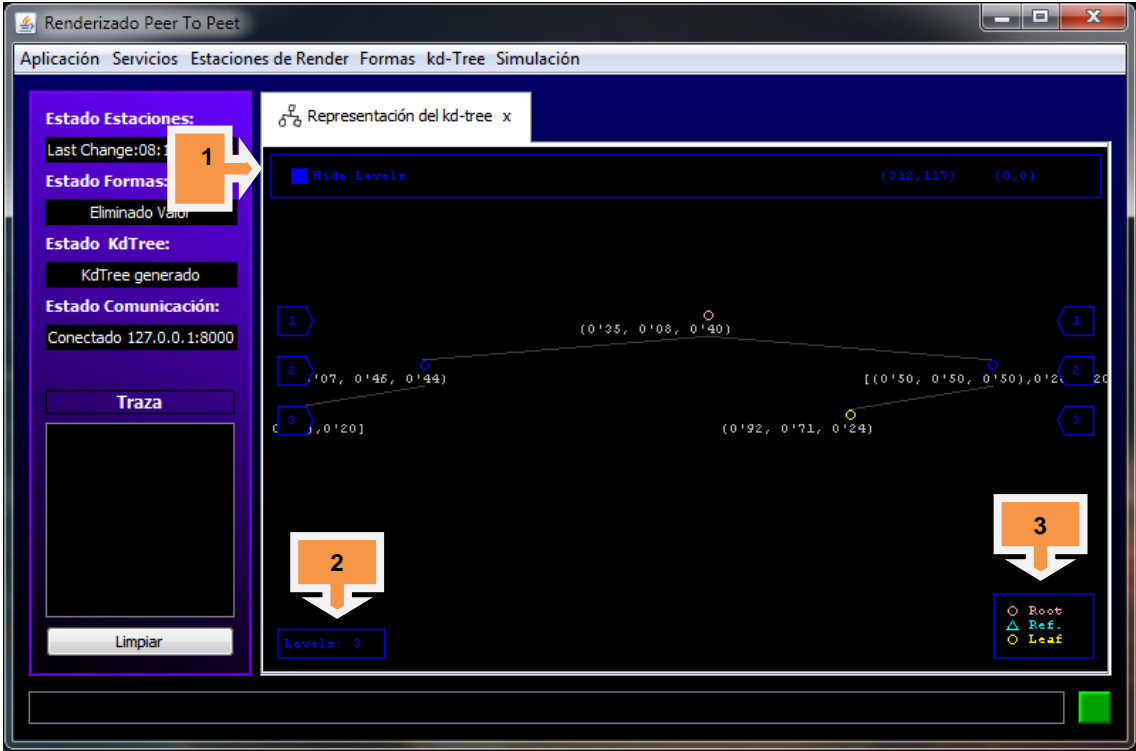 Renderizado Peer To Peet
Aplicación Servicios Estaciones de Render Formas kd-Tree Simulación
Estado Estaciones:
Last Change:08:
Estado Formas:
Eliminado Valor
Estado KdTree:
KdTree generado
Estado Comunicación:
Conectado 127.0.0.1:8000
Traza
Limpiar
Representación del kd-tree x
1
Hide Levels (312,117) (0,0)
1 (0'35, 0'08, 0'40) 1
2 '07, 0'46, 0'44) [(0'50, 0'50, 0'50),0'2 2 20
3 ),0'20] (0'92, 0'71, 0'24) 3
2
3
Levels: 3
Root
Ref.
Leaf